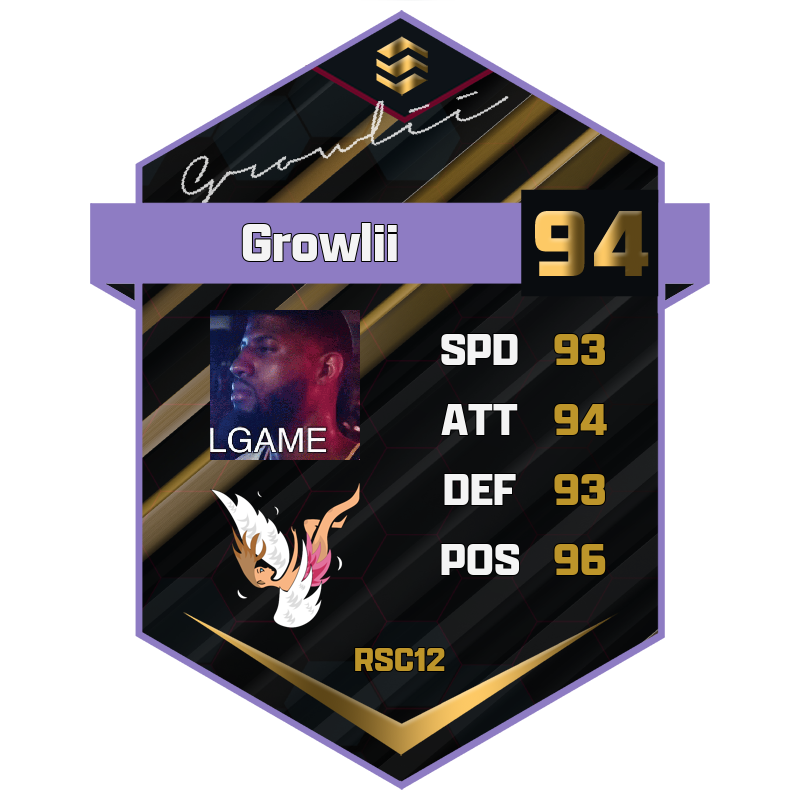 Growlii
Growlii 94
LGAME
SPD 93
ATT 94
DEF 93
POS 96
RSC12